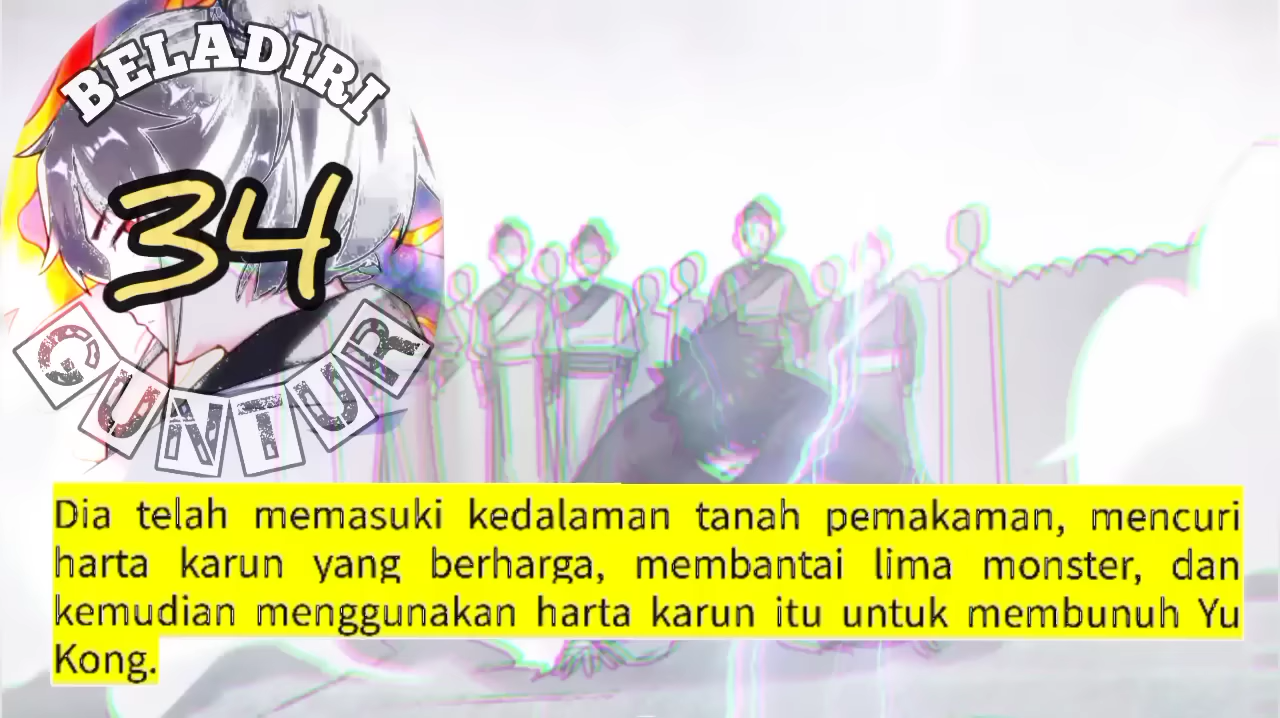 BELADIRI
34
GUNTUR
Dia telah memasuki kedalaman tanah pemakaman, mencuri
harta karun yang berharga, membantai lima monster, dan
kemudian menggunakan harta karun itu untuk membunuh Yu
Kong.